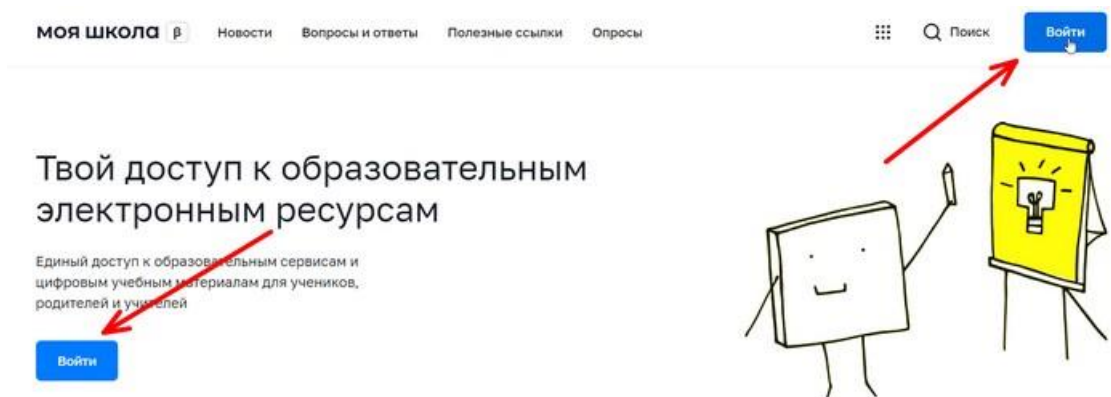 моя школа β Новости Вопросы и ответы Полезные ссылки Опросы Поиск Войти
Твой доступ к образовательным
электронным ресурсам
Единый доступ к образовательным сервисам и
цифровым учебным материалам для учеников,
родителей и учителей
Войти